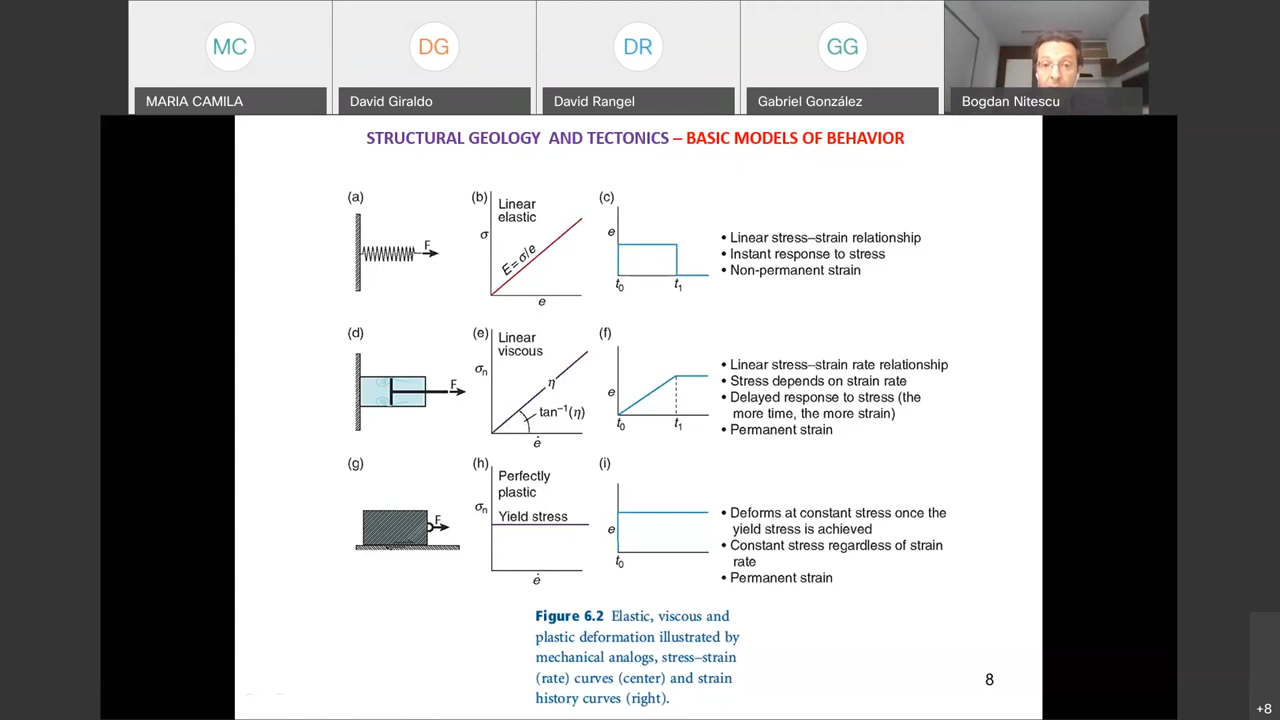 MC
DG
DR
GG
MARIA CAMILA
David Giraldo
David Rangel
Gabriel González
Bogdan Nitescu
STRUCTURAL GEOLOGY AND TECTONICS – BASIC MODELS OF BEHAVIOR
(a)
F
(b)
Linear
elastic
σ
E = σ/e
e
(c)
e
t₀
t₁
• Linear stress–strain relationship
• Instant response to stress
• Non-permanent strain
(d)
F
(e)
Linear
viscous
σₙ
η
tan⁻¹(η)
ė
(f)
e
t₀
t₁
• Linear stress–strain rate relationship
• Stress depends on strain rate
• Delayed response to stress (the
more time, the more strain)
• Permanent strain
(g)
F
(h)
Perfectly
plastic
σₙ
Yield stress
ė
(i)
e
t₀
• Deforms at constant stress once the
yield stress is achieved
• Constant stress regardless of strain
rate
• Permanent strain
Figure 6.2 Elastic, viscous and
plastic deformation illustrated by
mechanical analogs, stress–strain
(rate) curves (center) and strain
history curves (right).
8
+8